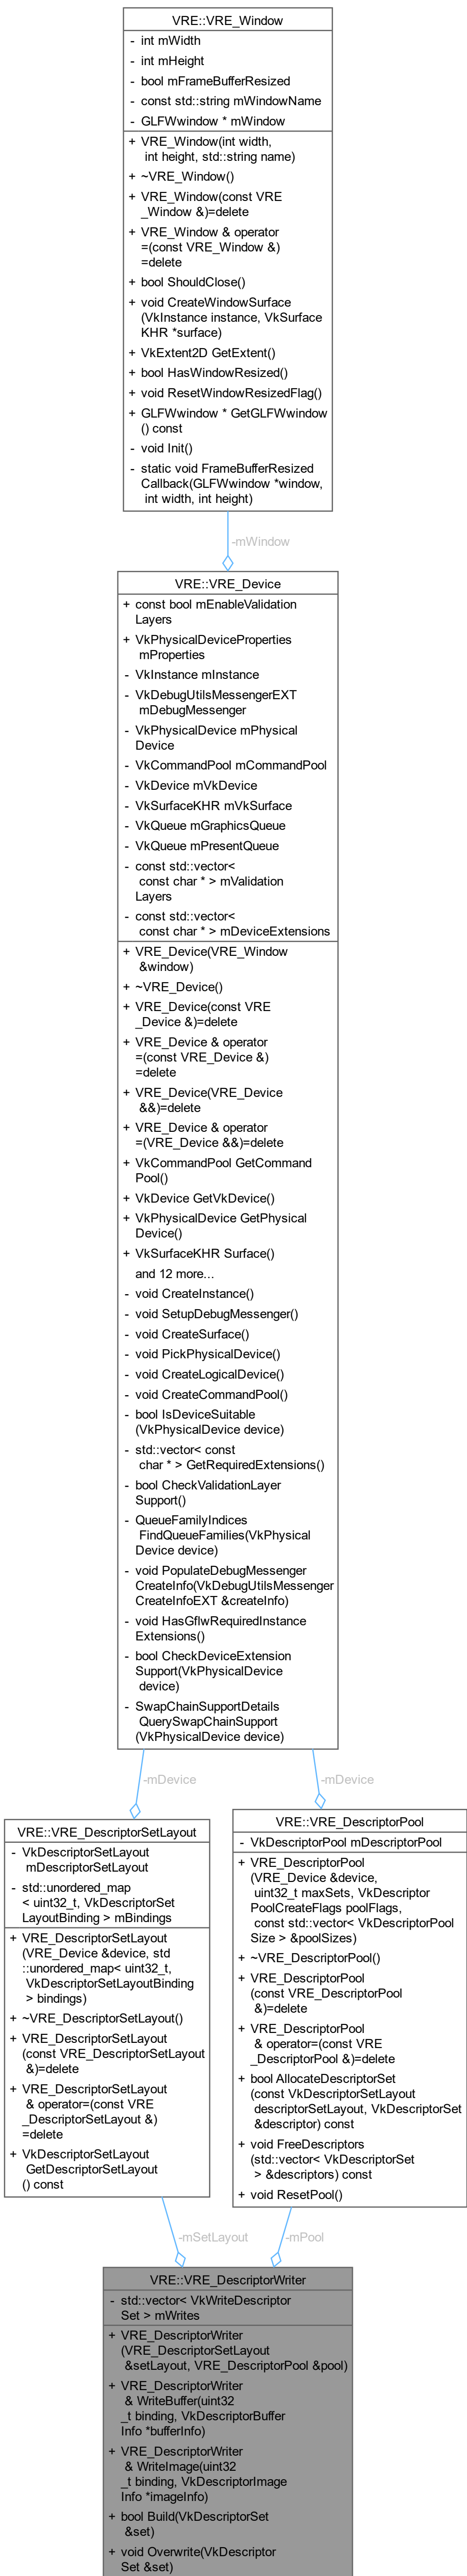 VRE::VRE_Window
- int mWidth
- int mHeight
- bool mFrameBufferResized
- const std::string mWindowName
- GLFWwindow * mWindow
+ VRE_Window(int width,
int height, std::string name)
+ ~VRE_Window()
+ VRE_Window(const VRE
_Window &)=delete
+ VRE_Window & operator
=(const VRE_Window &)
=delete
+ bool ShouldClose()
+ void CreateWindowSurface
(VkInstance instance, VkSurface
KHR *surface)
+ VkExtent2D GetExtent()
+ bool HasWindowResized()
+ void ResetWindowResizedFlag()
+ GLFWwindow * GetGLFWwindow
() const
- void Init()
- static void FrameBufferResized
Callback(GLFWwindow *window,
int width, int height)
-mWindow
VRE::VRE_Device
+ const bool mEnableValidation
Layers
+ VkPhysicalDeviceProperties
mProperties
- VkInstance mInstance
- VkDebugUtilsMessengerEXT
mDebugMessenger
- VkPhysicalDevice mPhysical
Device
- VkCommandPool mCommandPool
- VkDevice mVkDevice
- VkSurfaceKHR mVkSurface
- VkQueue mGraphicsQueue
- VkQueue mPresentQueue
- const std::vector<
const char * > mValidation
Layers
- const std::vector<
const char * > mDeviceExtensions
+ VRE_Device(VRE_Window
&window)
+ ~VRE_Device()
+ VRE_Device(const VRE
_Device &)=delete
+ VRE_Device & operator
=(const VRE_Device &)
=delete
+ VRE_Device(VRE_Device
&&)=delete
+ VRE_Device & operator
=(VRE_Device &&)=delete
+ VkCommandPool GetCommand
Pool()
+ VkDevice GetVkDevice()
+ VkPhysicalDevice GetPhysical
Device()
+ VkSurfaceKHR Surface()
and 12 more...
- void CreateInstance()
- void SetupDebugMessenger()
- void CreateSurface()
- void PickPhysicalDevice()
- void CreateLogicalDevice()
- void CreateCommandPool()
- bool IsDeviceSuitable
(VkPhysicalDevice device)
- std::vector< const
char * > GetRequiredExtensions()
- bool CheckValidationLayer
Support()
- QueueFamilyIndices
FindQueueFamilies(VkPhysical
Device device)
- void PopulateDebugMessenger
CreateInfo(VkDebugUtilsMessenger
CreateInfoEXT &createInfo)
- void HasGflwRequiredInstance
Extensions()
- bool CheckDeviceExtension
Support(VkPhysicalDevice
device)
- SwapChainSupportDetails
QuerySwapChainSupport
(VkPhysicalDevice device)
-mDevice
-mDevice
VRE::VRE_DescriptorSetLayout
- VkDescriptorSetLayout
mDescriptorSetLayout
- std::unordered_map
< uint32_t, VkDescriptorSet
LayoutBinding > mBindings
+ VRE_DescriptorSetLayout
(VRE_Device &device, std
::unordered_map< uint32_t,
VkDescriptorSetLayoutBinding
> bindings)
+ ~VRE_DescriptorSetLayout()
+ VRE_DescriptorSetLayout
(const VRE_DescriptorSetLayout
&)=delete
+ VRE_DescriptorSetLayout
& operator=(const VRE
_DescriptorSetLayout &)
=delete
+ VkDescriptorSetLayout
GetDescriptorSetLayout
() const
VRE::VRE_DescriptorPool
- VkDescriptorPool mDescriptorPool
+ VRE_DescriptorPool
(VRE_Device &device,
uint32_t maxSets, VkDescriptor
PoolCreateFlags poolFlags,
const std::vector< VkDescriptorPool
Size > &poolSizes)
+ ~VRE_DescriptorPool()
+ VRE_DescriptorPool
(const VRE_DescriptorPool
&)=delete
+ VRE_DescriptorPool
& operator=(const VRE
_DescriptorPool &)=delete
+ bool AllocateDescriptorSet
(const VkDescriptorSetLayout
descriptorSetLayout, VkDescriptorSet
&descriptor) const
+ void FreeDescriptors
(std::vector< VkDescriptorSet
> &descriptors) const
+ void ResetPool()
-mSetLayout
-mPool
VRE::VRE_DescriptorWriter
- std::vector< VkWriteDescriptor
Set > mWrites
+ VRE_DescriptorWriter
(VRE_DescriptorSetLayout
&setLayout, VRE_DescriptorPool &pool)
+ VRE_DescriptorWriter
& WriteBuffer(uint32
_t binding, VkDescriptorBuffer
Info *bufferInfo)
+ VRE_DescriptorWriter
& WriteImage(uint32
_t binding, VkDescriptorImage
Info *imageInfo)
+ bool Build(VkDescriptorSet
&set)
+ void Overwrite(VkDescriptor
Set &set)